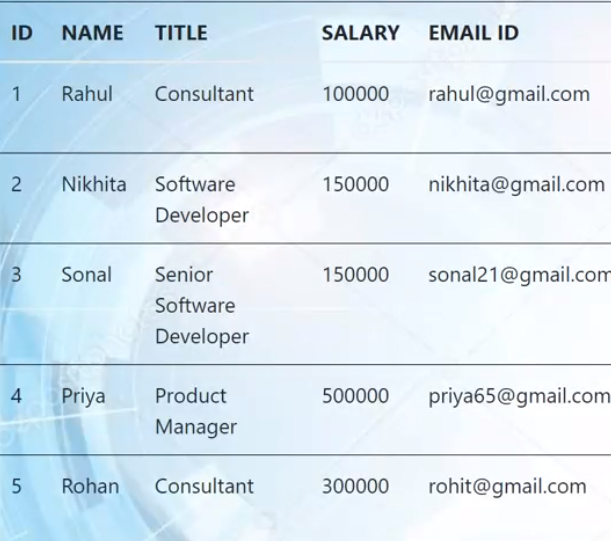 ID NAME TITLE SALARY EMAIL ID
1 Rahul Consultant 100000 rahul@gmail.com
2 Nikhita Software 150000 nikhita@gmail.com
Developer
3 Sonal Senior 150000 sonal21@gmail.com
Software
Developer
4 Priya Product 500000 priya65@gmail.com
Manager
5 Rohan Consultant 300000 rohit@gmail.com